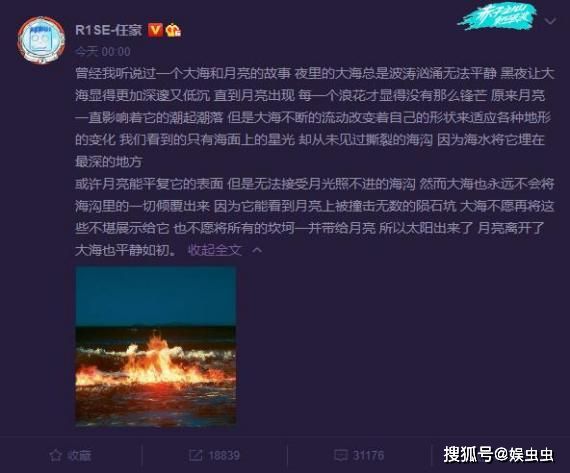 R1SE-任豪
今天 00:00
曾经我听说过一个大海和月亮的故事 夜里的大海总是波涛汹涌无法平静 黑夜让大
海显得更加深邃又低沉 直到月亮出现 每一个浪花才显得没有那么锋芒 原来月亮
一直影响着它的潮起潮落 但是大海不断的流动改变着自己的形状来适应各种地形
的变化 我们看到的只有海面上的星光 却从未见过撕裂的海沟 因为海水将它埋在
最深的地方
或许月亮能平复它的表面 但是无法接受月光照不进的海沟 然而大海也永远不会将
海沟里的一切倾覆出来 因为它能看到月亮上被撞击无数的陨石坑 大海不愿再将这
些不堪展示给它 也不愿将所有的坎坷一并带给月亮 所以太阳出来了 月亮离开了
大海也平静如初。 收起全文
收藏
18839
31176
搜狐号@娱虫虫